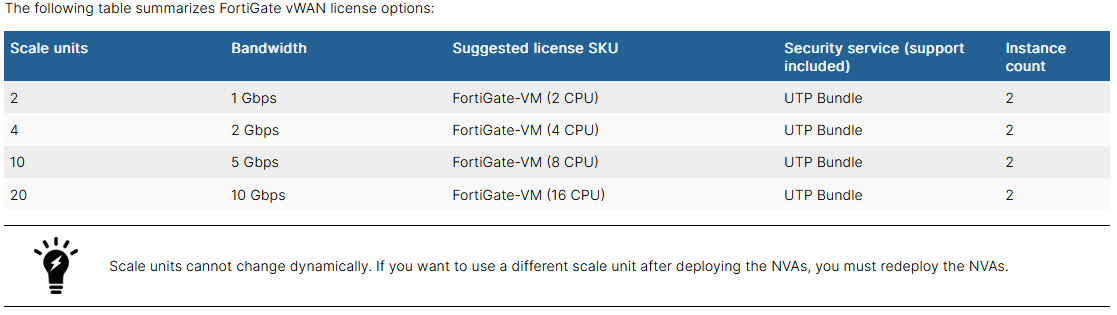 The following table summarizes FortiGate vWAN license options:
Scale units Bandwidth Suggested license SKU Security service (support included) Instance count
2 1 Gbps FortiGate-VM (2 CPU) UTP Bundle 2
4 2 Gbps FortiGate-VM (4 CPU) UTP Bundle 2
10 5 Gbps FortiGate-VM (8 CPU) UTP Bundle 2
20 10 Gbps FortiGate-VM (16 CPU) UTP Bundle 2
Scale units cannot change dynamically. If you want to use a different scale unit after deploying the NVAs, you must redeploy the NVAs.